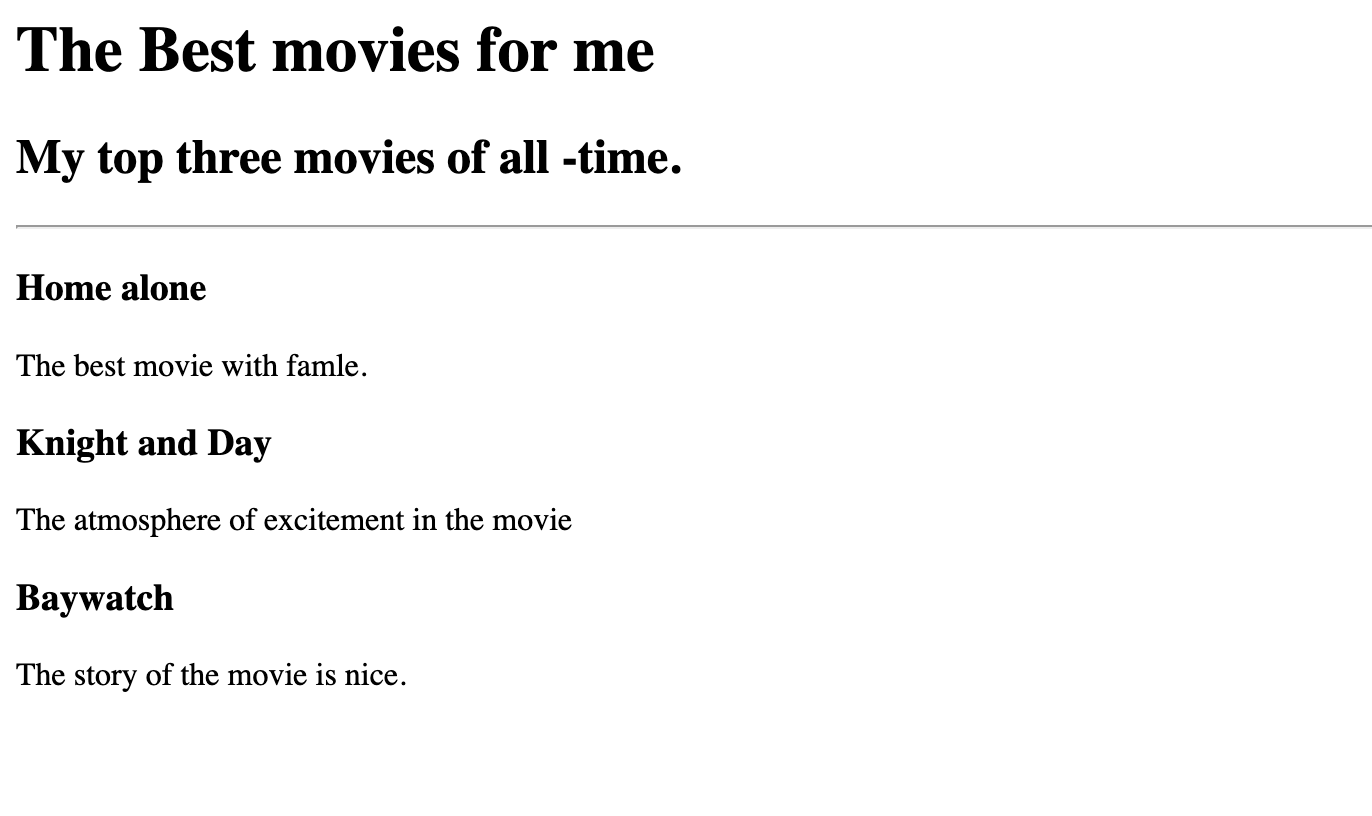 The Best movies for me
My top three movies of all -time.
Home alone
The best movie with famle.
Knight and Day
The atmosphere of excitement in the movie
Baywatch
The story of the movie is nice.